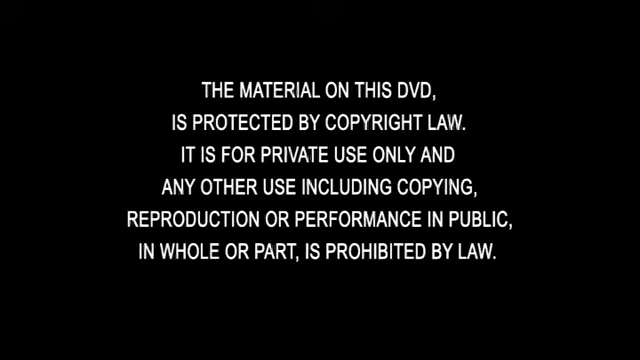 THE MATERIAL ON THIS DVD,
IS PROTECTED BY COPYRIGHT LAW.
IT IS FOR PRIVATE USE ONLY AND
ANY OTHER USE INCLUDING COPYING,
REPRODUCTION OR PERFORMANCE IN PUBLIC,
IN WHOLE OR PART, IS PROHIBITED BY LAW.